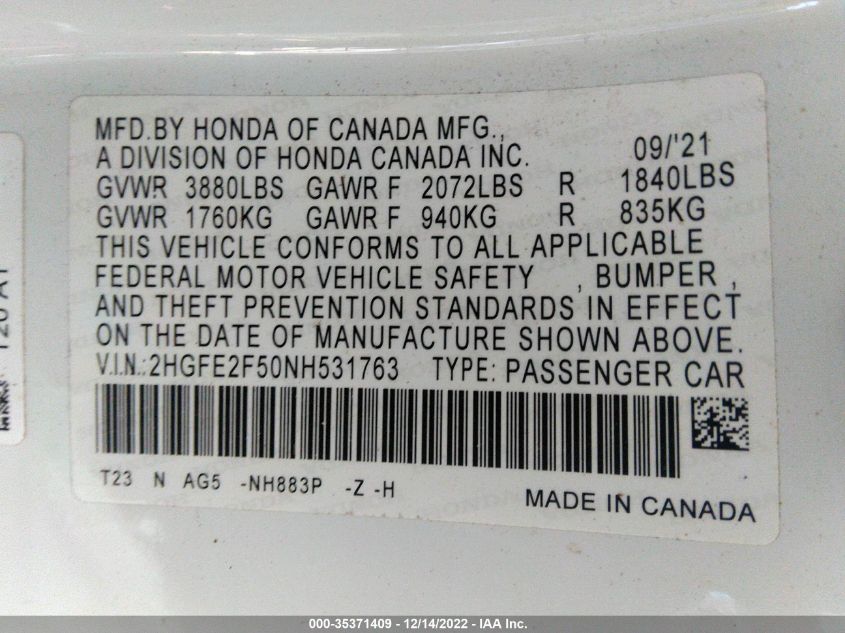 MFD.BY HONDA OF CANADA MFG.,
A DIVISION OF HONDA CANADA INC. 09/'21
GVWR 3880LBS GAWR F 2072LBS R 1840LBS
GVWR 1760KG GAWR F 940KG R 835KG
THIS VEHICLE CONFORMS TO ALL APPLICABLE
FEDERAL MOTOR VEHICLE SAFETY , BUMPER ,
AND THEFT PREVENTION STANDARDS IN EFFECT
ON THE DATE OF MANUFACTURE SHOWN ABOVE.
V.I.N.:2HGFE2F50NH531763 TYPE: PASSENGER CAR
T23 N AG5 -NH883P -Z -H
MADE IN CANADA
000-35371409 - 12/14/2022 - IAA Inc.